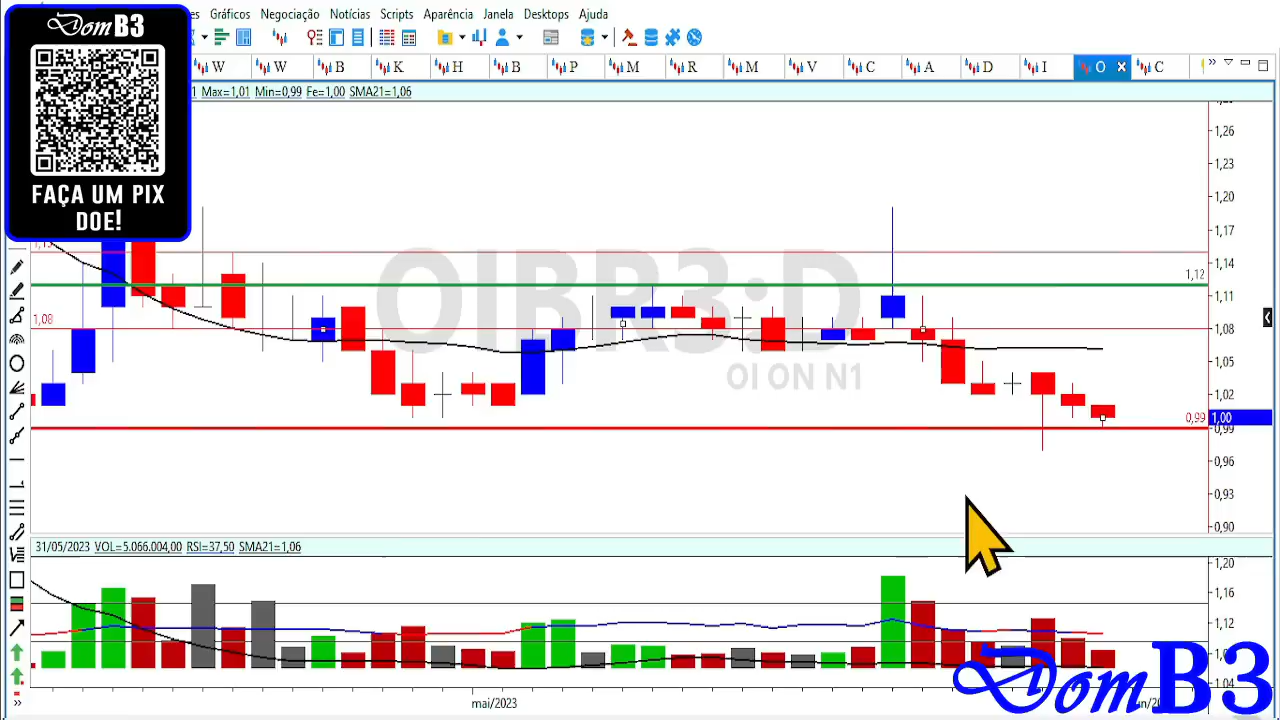 Gráficos Negociação Notícias Scripts Aparência Janela Desktops Ajuda
DomB3
W W B K H B P M R M V C A D I O C
Max=1,01 Min=0,99 Fe=1,00 SMA21=1,06
FAÇA UM PIX
DOE!
1,26
1,23
1,20
1,17
1,12
1,11
1,08
1,08
1,05
1,02
0,99
1,00
0,99
0,96
0,93
0,90
OIBR3:D
OI ON N1
31/05/2023 VOL=5.066.004,00 RSI=37,50 SMA21=1,06
1,20
1,12
1,04
mai/2023
DomB3